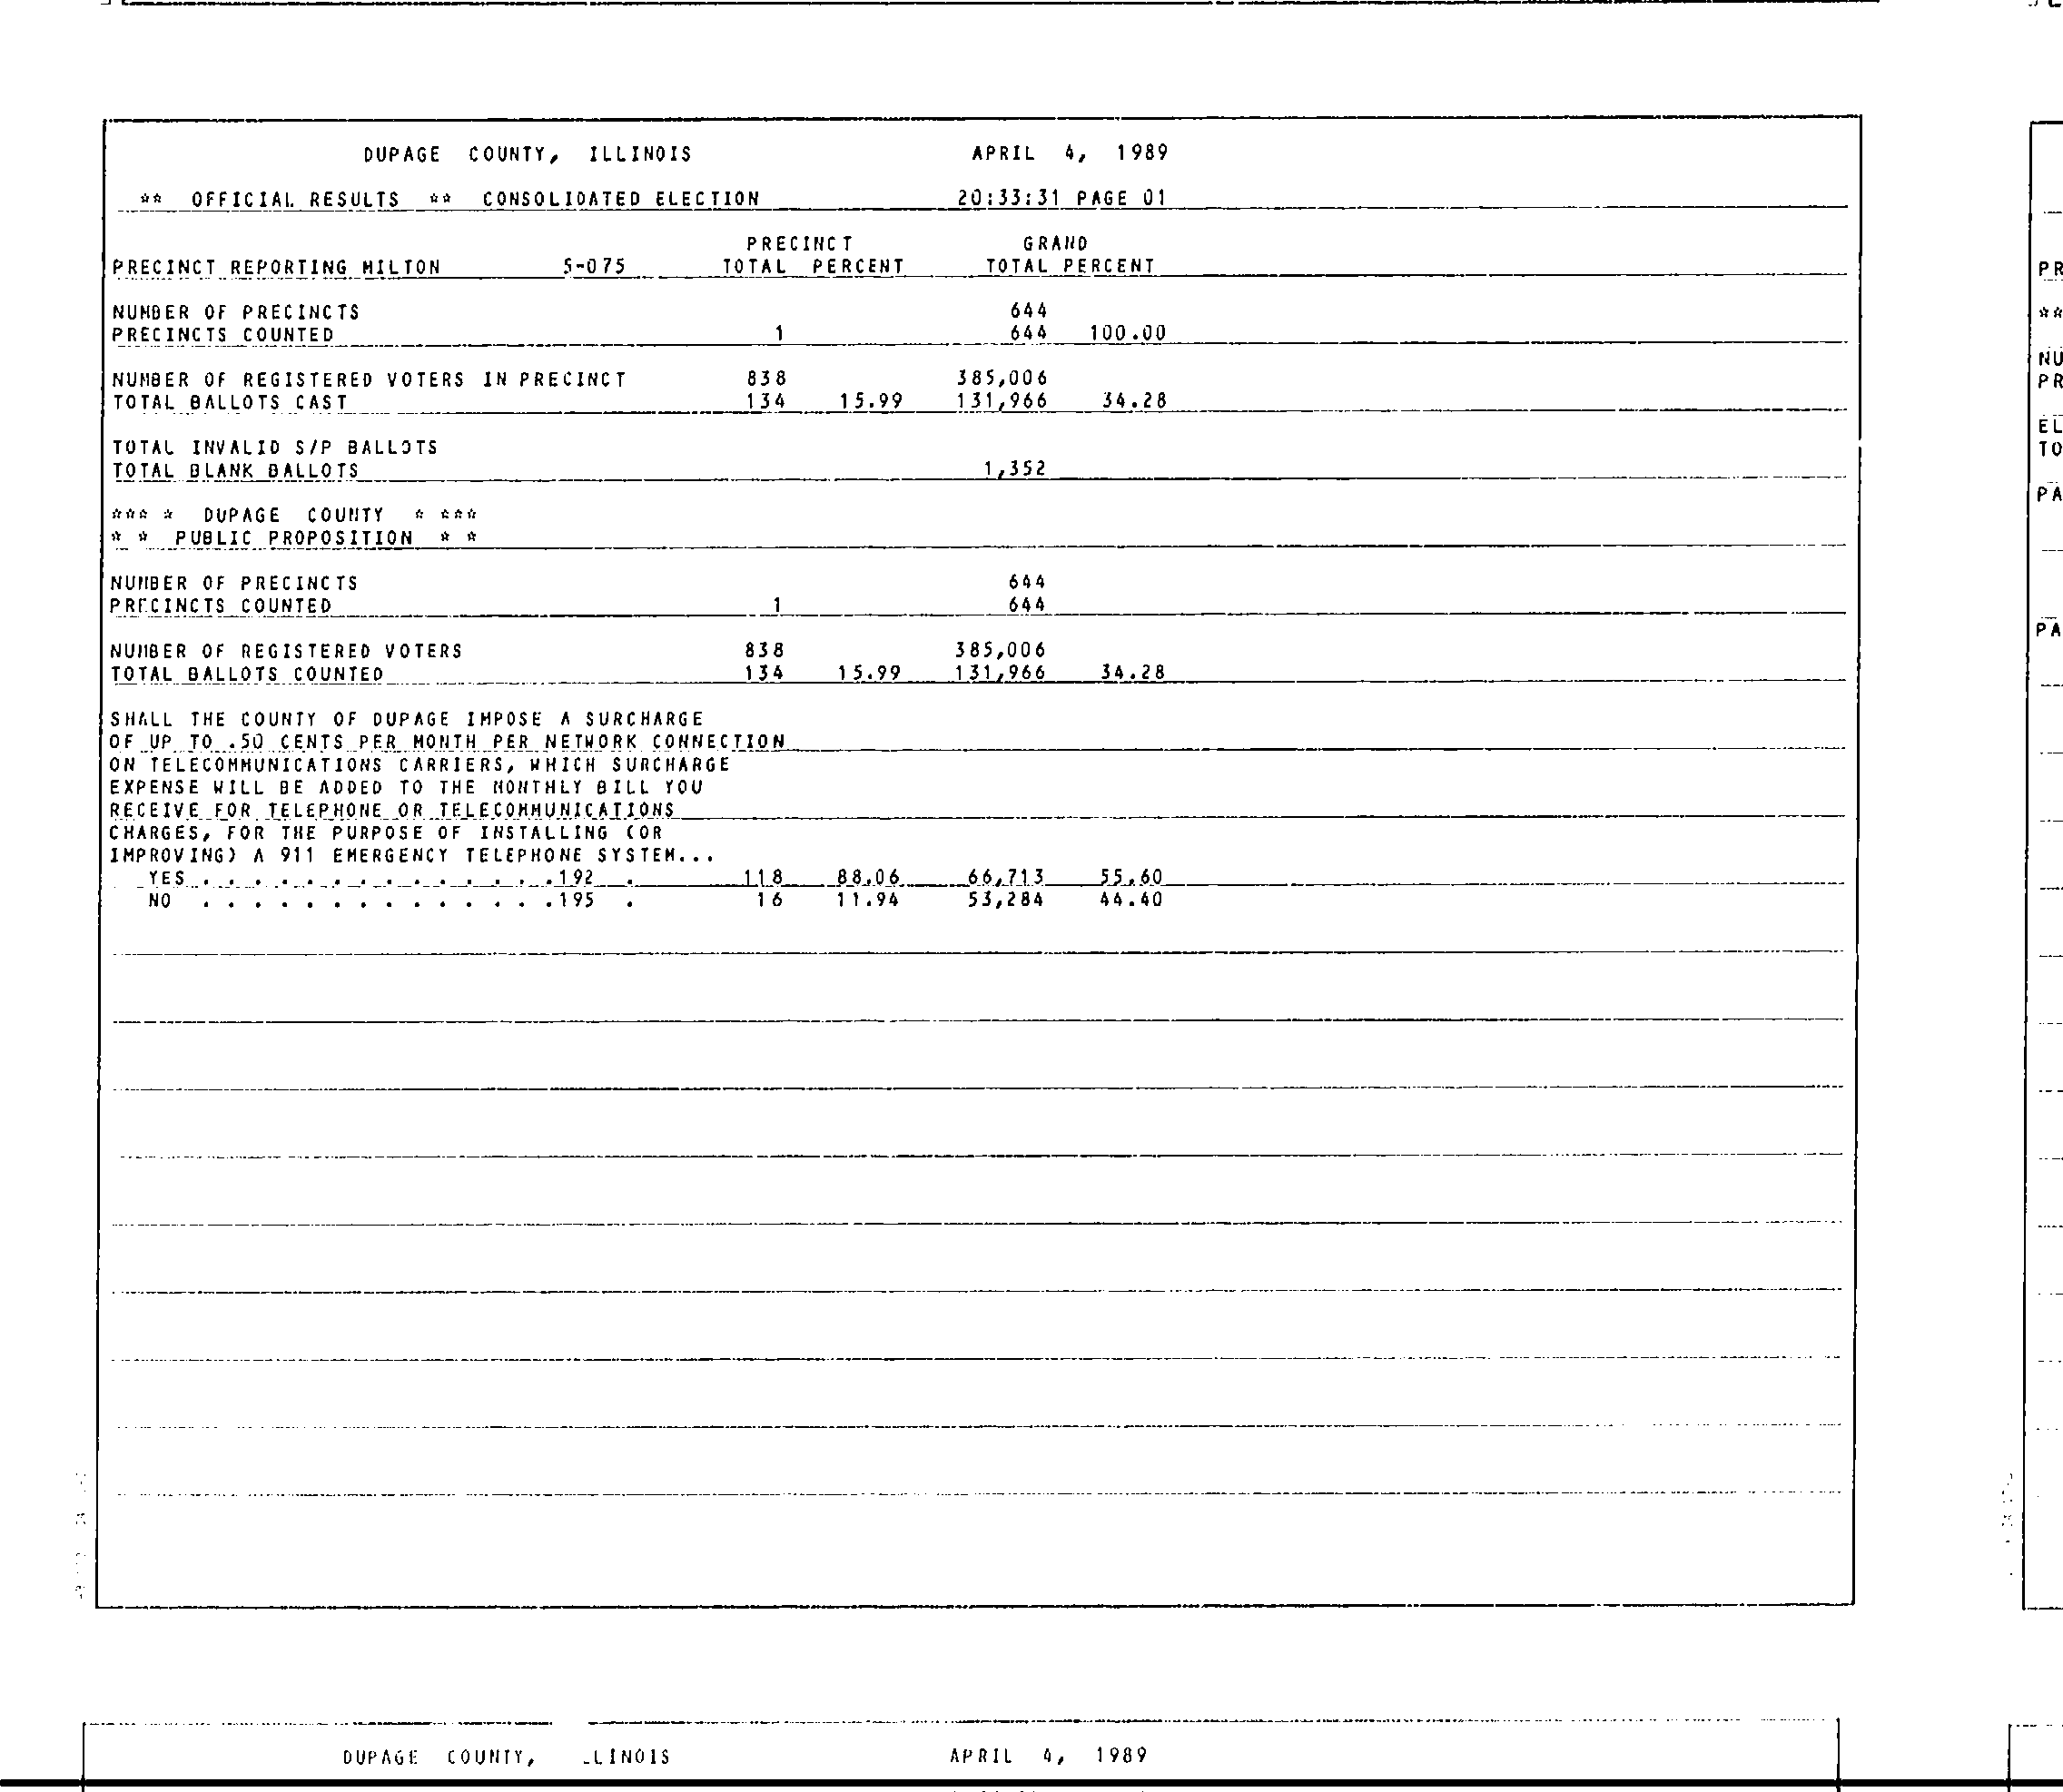 DUPAGE COUNTY, ILLINOIS APRIL 4, 1989
** OFFICIAL RESULTS ** CONSOLIDATED ELECTION 20:33:31 PAGE 01
PRECINCT GRAND
PRECINCT REPORTING MILTON 5-075 TOTAL PERCENT TOTAL PERCENT
NUMBER OF PRECINCTS 644
PRECINCTS COUNTED 1 644 100.00
NUMBER OF REGISTERED VOTERS IN PRECINCT 838 385,006
TOTAL BALLOTS CAST 134 15.99 131,966 34.28
TOTAL INVALID S/P BALLOTS
TOTAL BLANK BALLOTS 1,352
*** * DUPAGE COUNTY * ***
* * PUBLIC PROPOSITION * *
NUMBER OF PRECINCTS 644
PRECINCTS COUNTED 1 644
NUMBER OF REGISTERED VOTERS 838 385,006
TOTAL BALLOTS COUNTED 134 15.99 131,966 34.28
SHALL THE COUNTY OF DUPAGE IMPOSE A SURCHARGE
OF UP TO .50 CENTS PER MONTH PER NETWORK CONNECTION
ON TELECOMMUNICATIONS CARRIERS, WHICH SURCHARGE
EXPENSE WILL BE ADDED TO THE MONTHLY BILL YOU
RECEIVE FOR TELEPHONE OR TELECOMMUNICATIONS
CHARGES, FOR THE PURPOSE OF INSTALLING (OR
IMPROVING) A 911 EMERGENCY TELEPHONE SYSTEM...
YES . . . . . . . . . . . . . .192 . 118 88.06 66,713 55.60
NO . . . . . . . . . . . . . .195 . 16 11.94 53,284 44.40
DUPAGE COUNTY, LLINOIS APRIL 4, 1989
PR
**
NU
PR
EL
TO
PA
PA